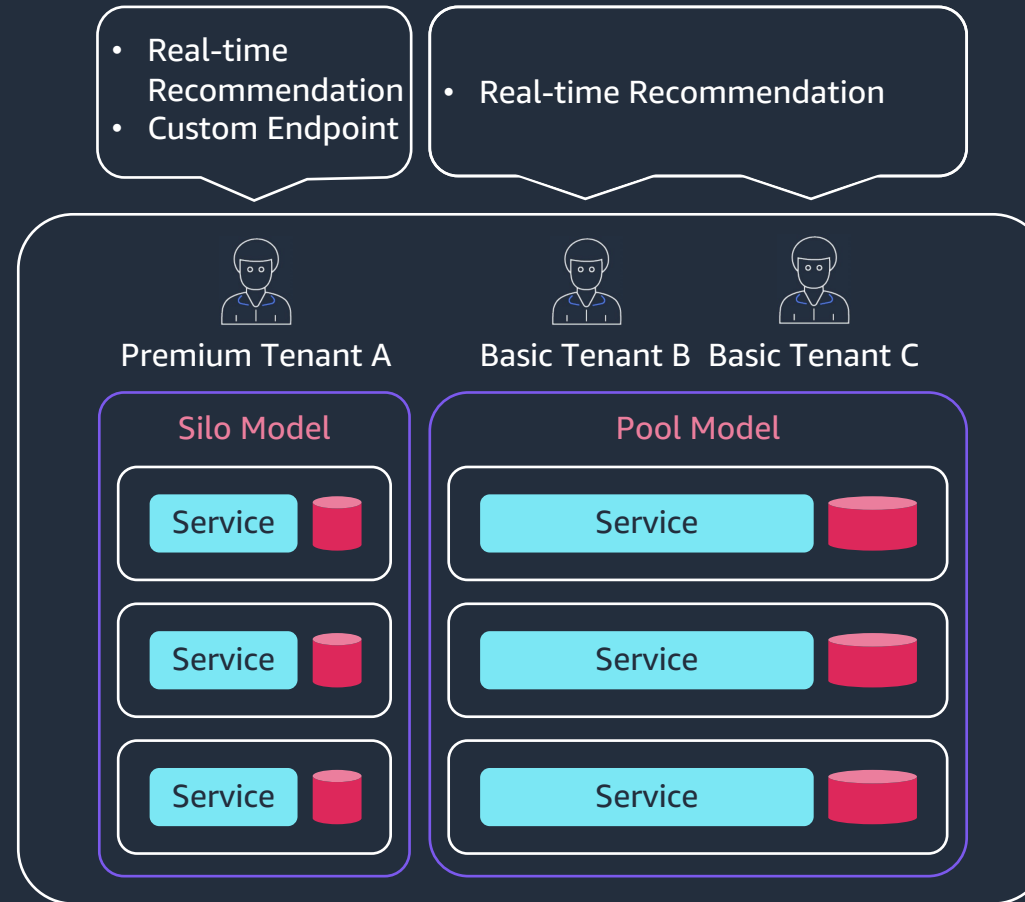 • Real-time
Recommendation
• Custom Endpoint
• Real-time Recommendation
Premium Tenant A
Basic Tenant B
Basic Tenant C
Silo Model
Pool Model
Service
Service
Service
Service
Service
Service